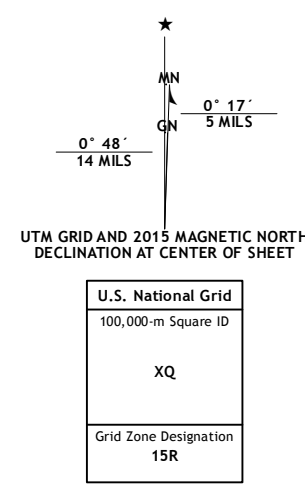 ★
MN
GN
0° 17´
5 MILS
0° 48´
14 MILS
UTM GRID AND 2015 MAGNETIC NORTH
DECLINATION AT CENTER OF SHEET
U.S. National Grid
100,000-m Square ID
XQ
Grid Zone Designation
15R